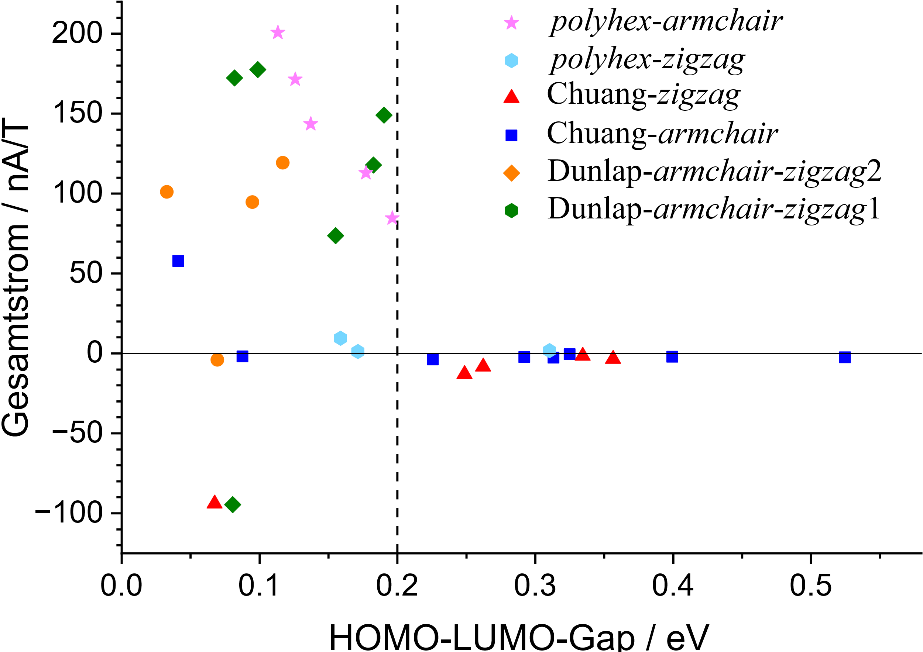 200
150
100
50
0
−50
−100
Gesamtstrom / nA/T
polyhex-armchair
polyhex-zigzag
Chuang-zigzag
Chuang-armchair
Dunlap-armchair-zigzag2
Dunlap-armchair-zigzag1
0.0 0.1 0.2 0.3 0.4 0.5
HOMO-LUMO-Gap / eV